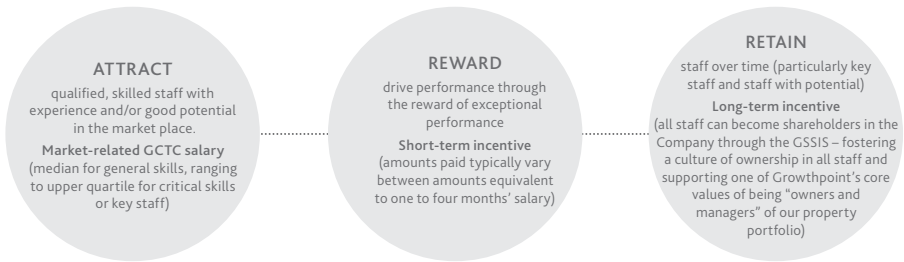 ATTRACT
qualified, skilled staff with
experience and/or good potential
in the market place.
Market-related GCTC salary
(median for general skills, ranging
to upper quartile for critical skills
or key staff)
REWARD
drive performance through
the reward of exceptional
performance
Short-term incentive
(amounts paid typically vary
between amounts equivalent
to one to four months’ salary)
RETAIN
staff over time (particularly key
staff and staff with potential)
Long-term incentive
(all staff can become shareholders in the
Company through the GSSIS – fostering
a culture of ownership in all staff and
supporting one of Growthpoint’s core
values of being “owners and
managers” of our property
portfolio)